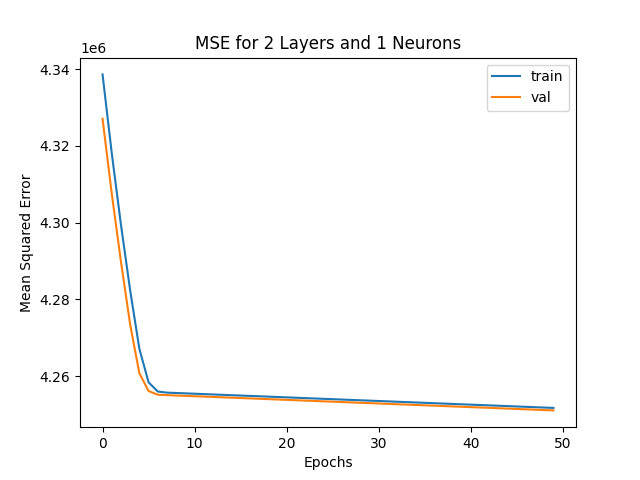 MSE for 2 Layers and 1 Neurons
1e6
4.34
4.32
4.30
4.28
4.26
Mean Squared Error
train
val
0 10 20 30 40 50
Epochs